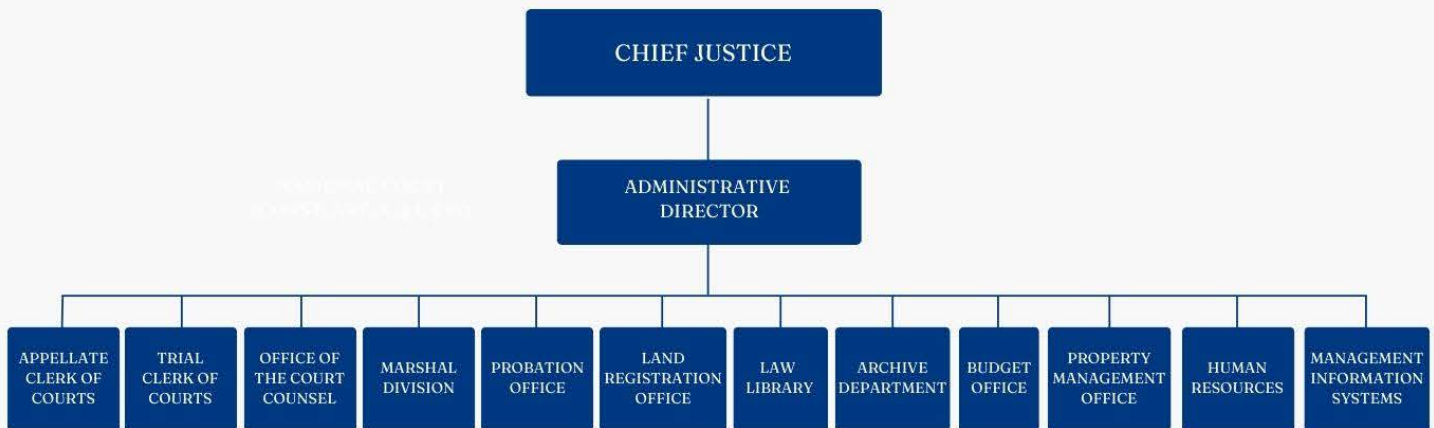 CHIEF JUSTICE
ADMINISTRATIVE
DIRECTOR
APPELLATE
CLERK OF
COURTS
TRIAL
CLERK OF
COURTS
OFFICE OF
THE COURT
COUNSEL
MARSHAL
DIVISION
PROBATION
OFFICE
LAND
REGISTRATION
OFFICE
LAW
LIBRARY
ARCHIVE
DEPARTMENT
BUDGET
OFFICE
PROPERTY
MANAGEMENT
OFFICE
HUMAN
RESOURCES
MANAGEMENT
INFORMATION
SYSTEMS